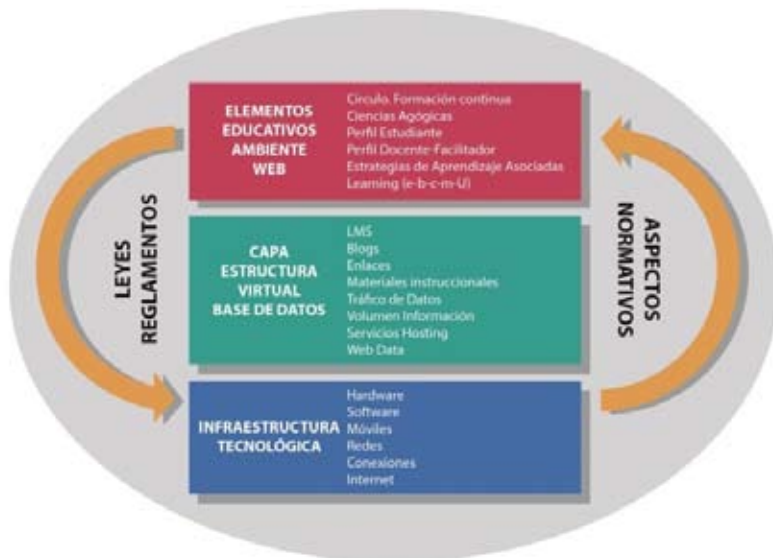 ELEMENTOS
EDUCATIVOS
AMBIENTE
WEB
Círculo. Formación continua
Ciencias Agógicas
Perfil Estudiante
Perfil Docente-Facilitador
Estrategias de Aprendizaje Asociadas
Learning (e-b-c-m-U)
LEYES
REGLAMENTOS
CAPA
ESTRUCTURA
VIRTUAL
BASE DE DATOS
LMS
Blogs
Enlaces
Materiales instruccionales
Tráfico de Datos
Volumen Información
Servicios Hosting
Web Data
ASPECTOS
NORMATIVOS
INFRAESTRUCTURA
TECNOLÓGICA
Hardware
Software
Móviles
Redes
Conexiones
Internet